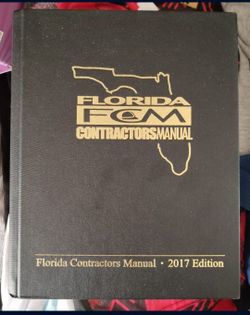 FLORIDA
FCM
CONTRACTORSMANUAL
Florida Contractors Manual • 2017 Edition